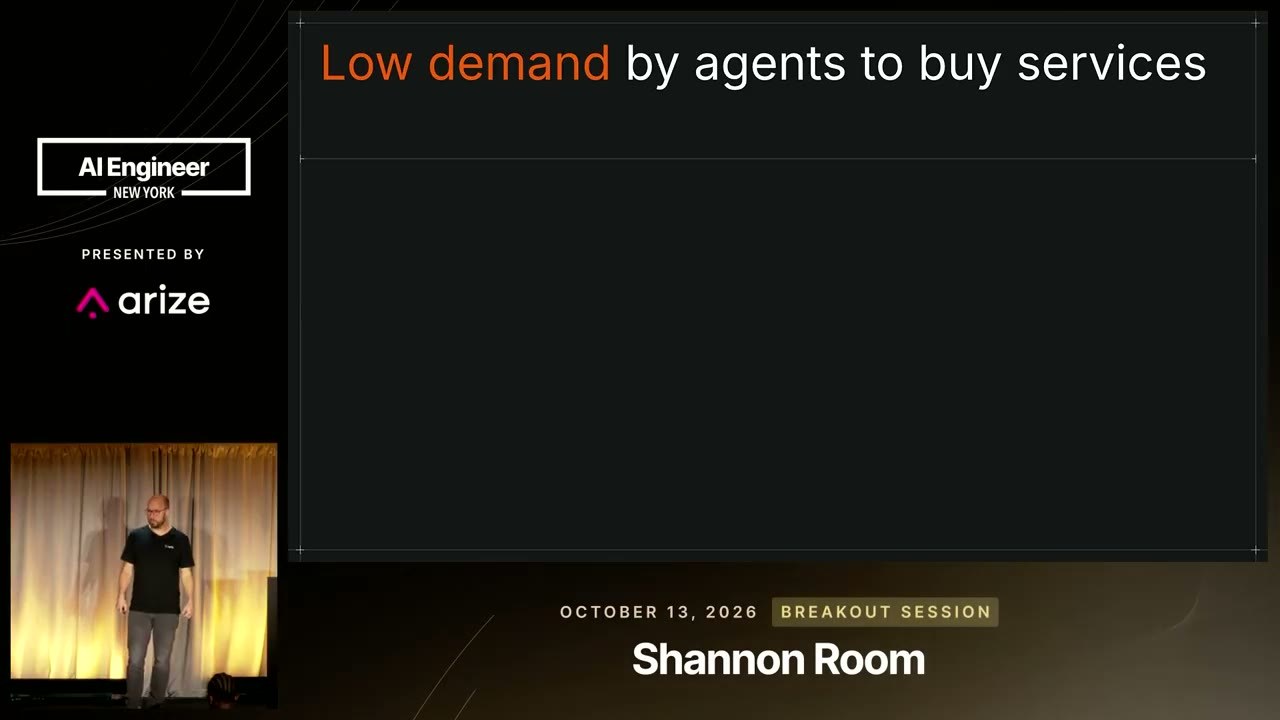 Low demand by agents to buy services
AI Engineer
NEW YORK
PRESENTED BY
arize
OCTOBER 13, 2026 BREAKOUT SESSION
Shannon Room